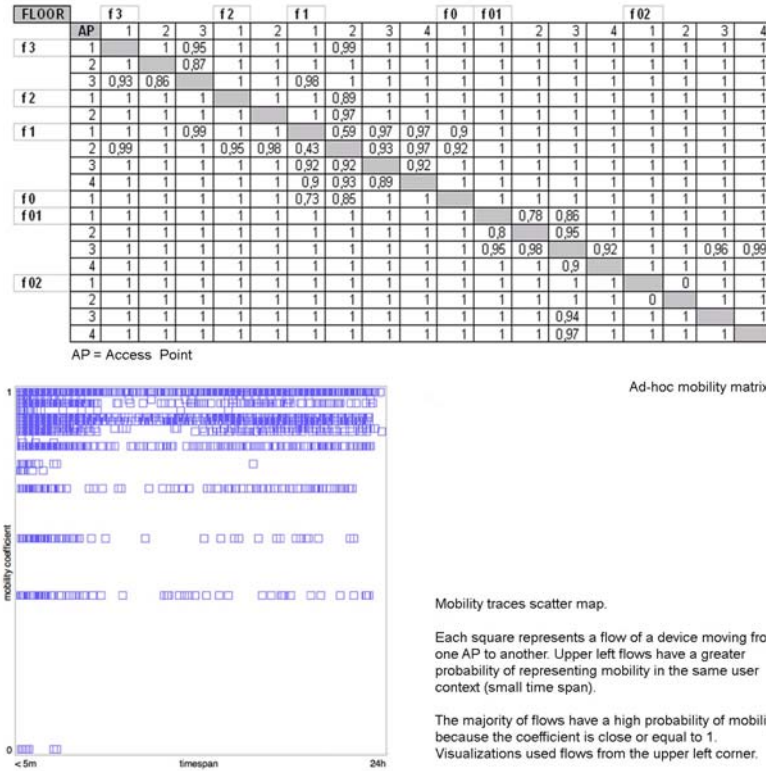 FLOOR f3 f2 f1 f0 f01 f02
AP 1 2 3 1 2 1 2 3 4 1 1 2 3 4 1 2 3 4
f3 1 1 0,95 1 1 1 0,99 1 1 1 1 1 1 1 1 1 1 1
2 1 0,87 1 1 1 1 1 1 1 1 1 1 1 1 1 1 1
3 0,93 0,86 1 1 0,98 1 1 1 1 1 1 1 1 1 1 1 1
f2 1 1 1 1 1 1 0,89 1 1 1 1 1 1 1 1 1 1 1
2 1 1 1 1 1 0,97 1 1 1 1 1 1 1 1 1 1 1
f1 1 1 1 0,99 1 1 0,59 0,97 0,97 0,9 1 1 1 1 1 1 1 1
2 0,99 1 1 0,95 0,98 0,43 0,93 0,97 0,92 1 1 1 1 1 1 1 1
3 1 1 1 1 1 0,92 0,92 0,92 1 1 1 1 1 1 1 1 1
4 1 1 1 1 1 0,9 0,93 0,89 1 1 1 1 1 1 1 1 1
f0 1 1 1 1 1 1 0,73 0,85 1 1 1 1 1 1 1 1 1 1
f01 1 1 1 1 1 1 1 1 1 1 1 0,78 0,86 1 1 1 1 1
2 1 1 1 1 1 1 1 1 1 1 0,8 0,95 1 1 1 1 1
3 1 1 1 1 1 1 1 1 1 1 0,95 0,98 0,92 1 1 0,96 0,99
4 1 1 1 1 1 1 1 1 1 1 1 1 0,9 1 1 1 1
f02 1 1 1 1 1 1 1 1 1 1 1 1 1 1 1 0 1 1
2 1 1 1 1 1 1 1 1 1 1 1 1 1 1 0 1 1
3 1 1 1 1 1 1 1 1 1 1 1 1 0,94 1 1 1 1
4 1 1 1 1 1 1 1 1 1 1 1 1 0,97 1 1 1 1
AP = Access Point
Ad-hoc mobility matrix
1
mobility coefficient
0
< 5m timespan 24h
Mobility traces scatter map.
Each square represents a flow of a device moving fro
one AP to another. Upper left flows have a greater
probability of representing mobility in the same user
context (small time span).
The majority of flows have a high probability of mobili
because the coefficient is close or equal to 1.
Visualizations used flows from the upper left corner.